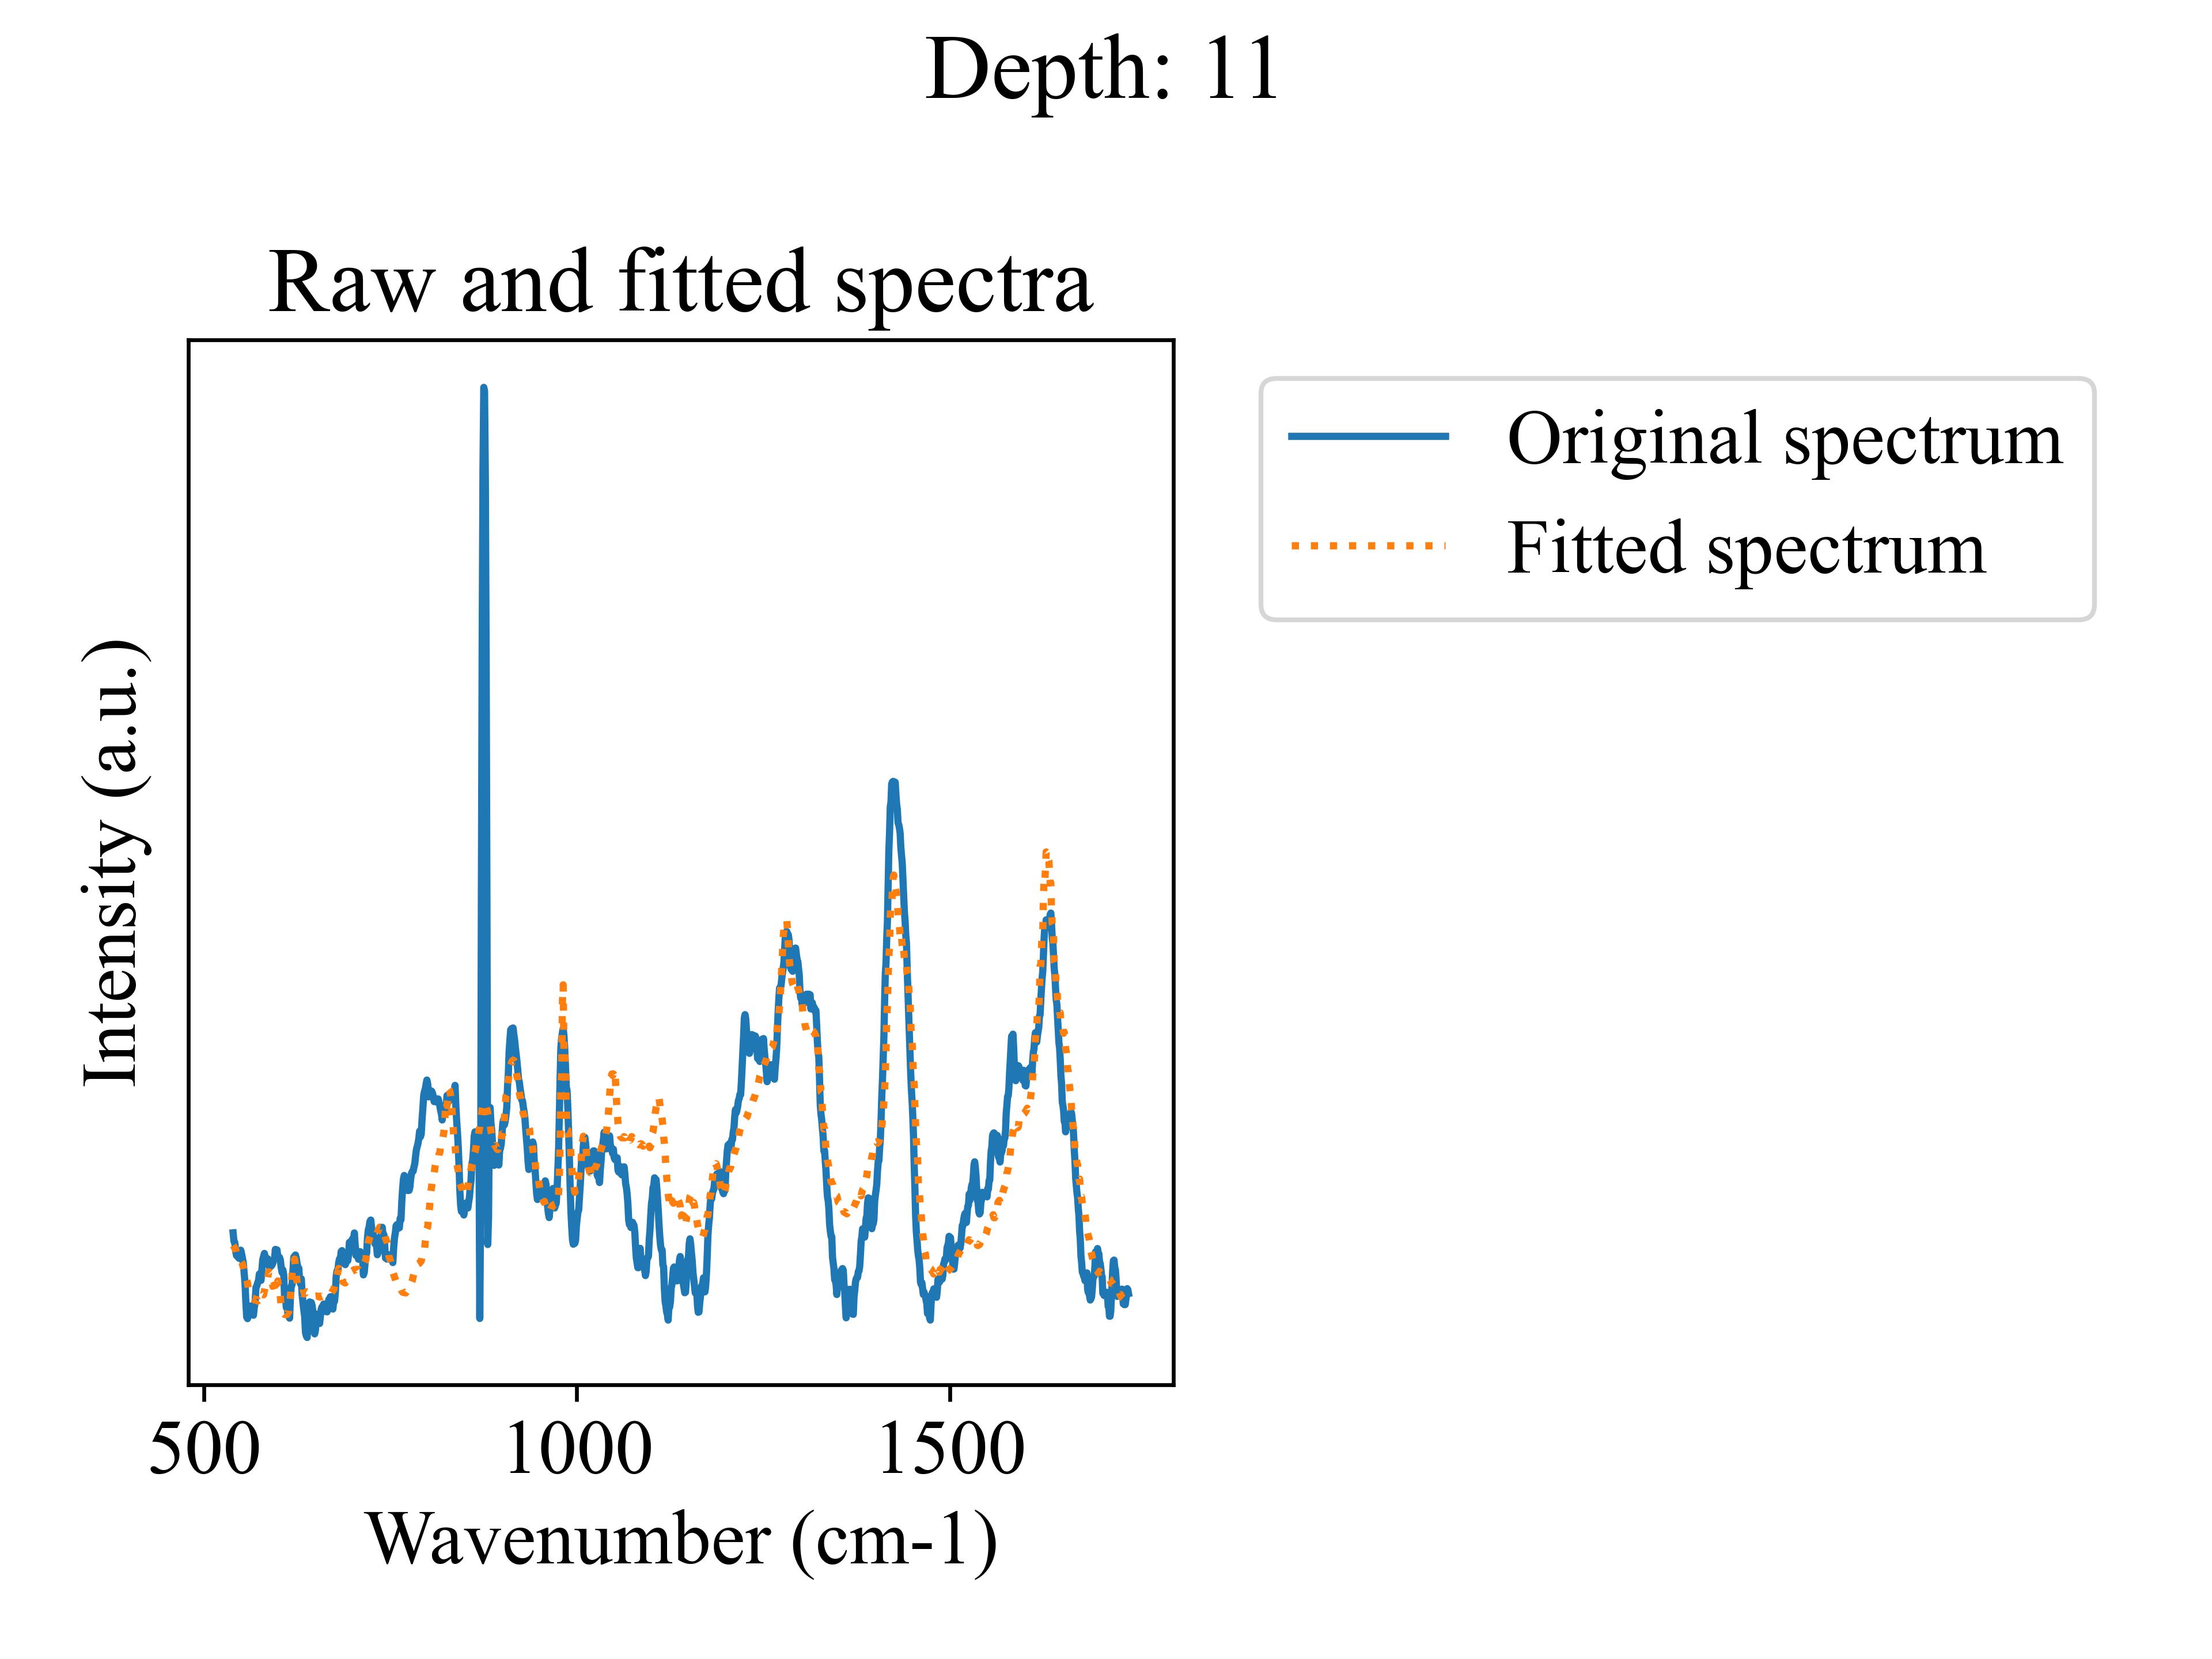 Depth: 11
Raw and fitted spectra
Original spectrum
Fitted spectrum
Intensity (a.u.)
500 1000 1500
Wavenumber (cm-1)